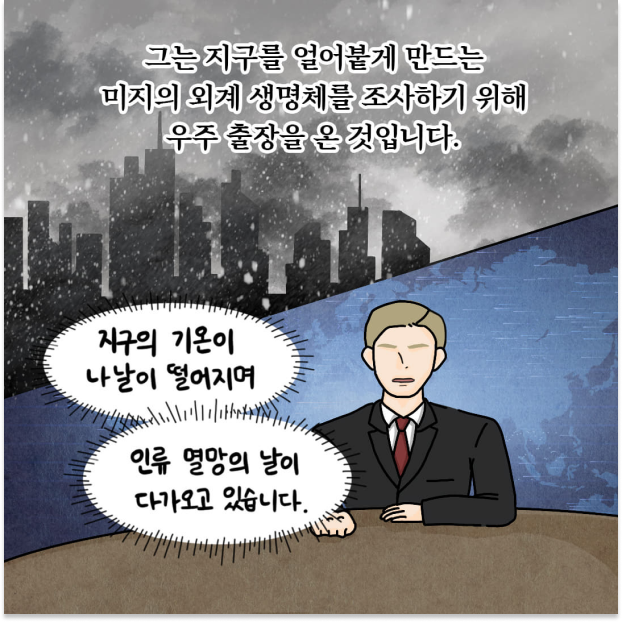 그는 지구를 얼어붙게 만드는
미지의 외계 생명체를 조사하기 위해
우주 출장을 온 것입니다.
지구의 기온이
나날이 떨어지며
인류 멸망의 날이
다가오고 있습니다.